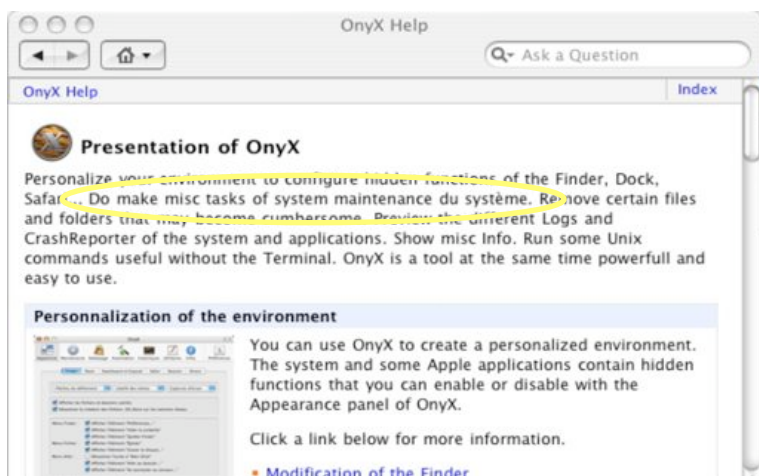 OnyX Help
Ask a Question
OnyX Help
Index
Presentation of OnyX
Personalize your environment to configure hidden functions of the Finder, Dock,
Safari... Do make misc tasks of system maintenance du système. Remove certain files
and folders that may become cumbersome. Preview the different Logs and
CrashReporter of the system and applications. Show misc Info. Run some Unix
commands useful without the Terminal. OnyX is a tool at the same time powerfull and
easy to use.
Personnalization of the environment
You can use OnyX to create a personalized environment.
The system and some Apple applications contain hidden
functions that you can enable or disable with the
Appearance panel of OnyX.
Click a link below for more information.
Modification of the Finder